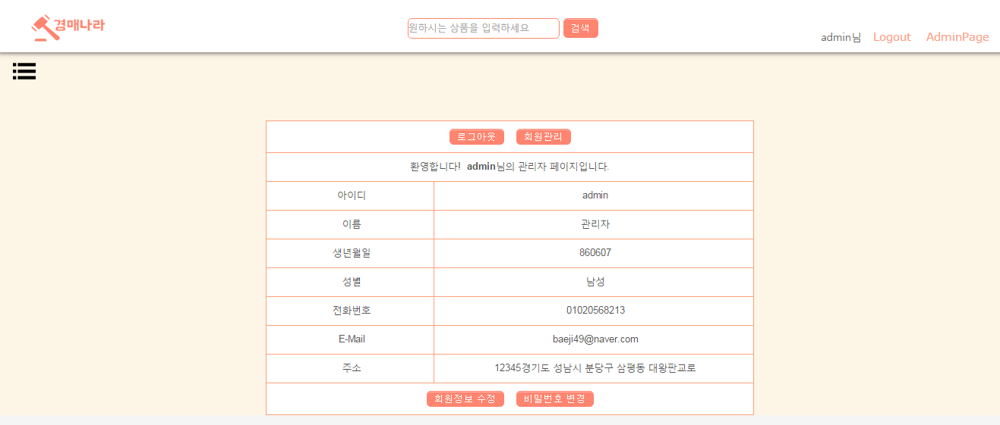 경매나라
원하시는 상품을 입력하세요 검색
admin님 Logout AdminPage
로그아웃 회원관리
환영합니다! admin님의 관리자 페이지입니다.
아이디 admin
이름 관리자
생년월일 860607
성별 남성
전화번호 01020568213
E-Mail baeji49@naver.com
주소 12345경기도 성남시 분당구 삼평동 대왕판교로
회원정보 수정 비밀번호 변경